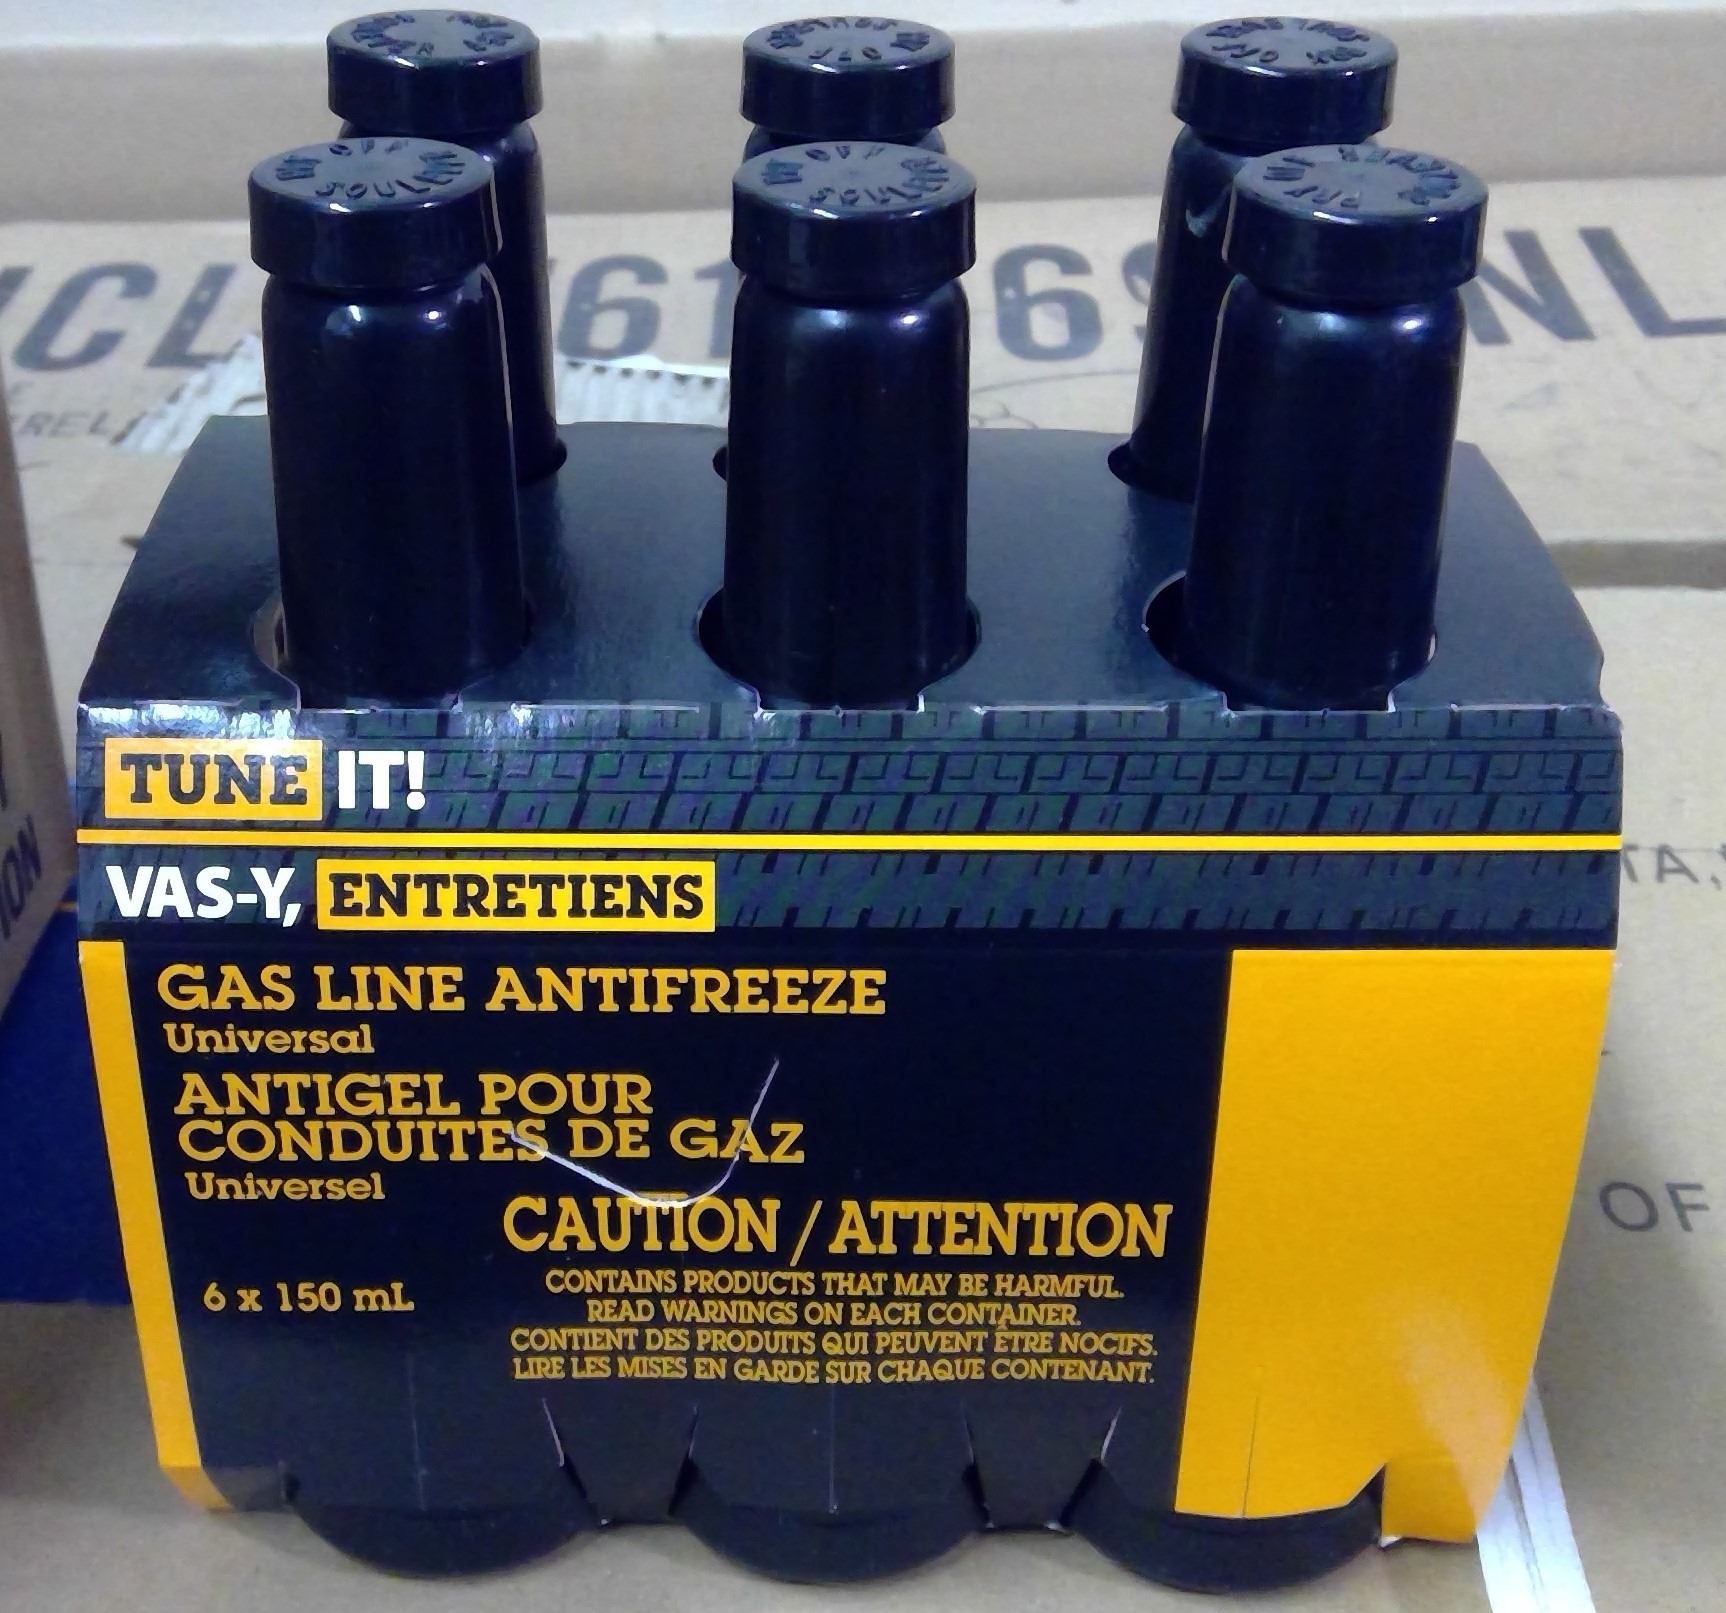 TUNE IT!
VAS-Y, ENTRETIENS
GAS LINE ANTIFREEZE
Universal
ANTIGEL POUR
CONDUITES DE GAZ
Universel
6 x 150 mL
CAUTION / ATTENTION
CONTAINS PRODUCTS THAT MAY BE HARMFUL.
READ WARNINGS ON EACH CONTAINER.
CONTIENT DES PRODUITS QUI PEUVENT ÊTRE NOCIFS.
LIRE LES MISES EN GARDE SUR CHAQUE CONTENANT.
OF